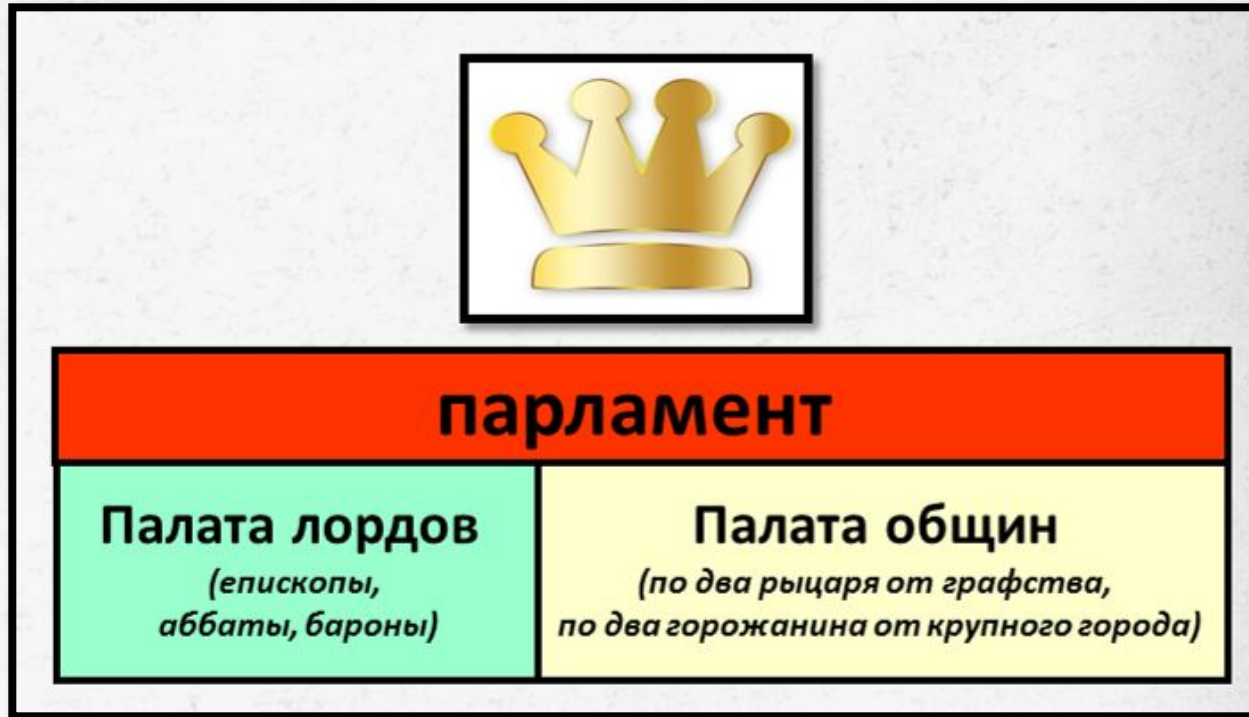 парламент
Палата лордов
(епископы,
аббаты, бароны)
Палата общин
(по два рыцаря от графства,
по два горожанина от крупного города)